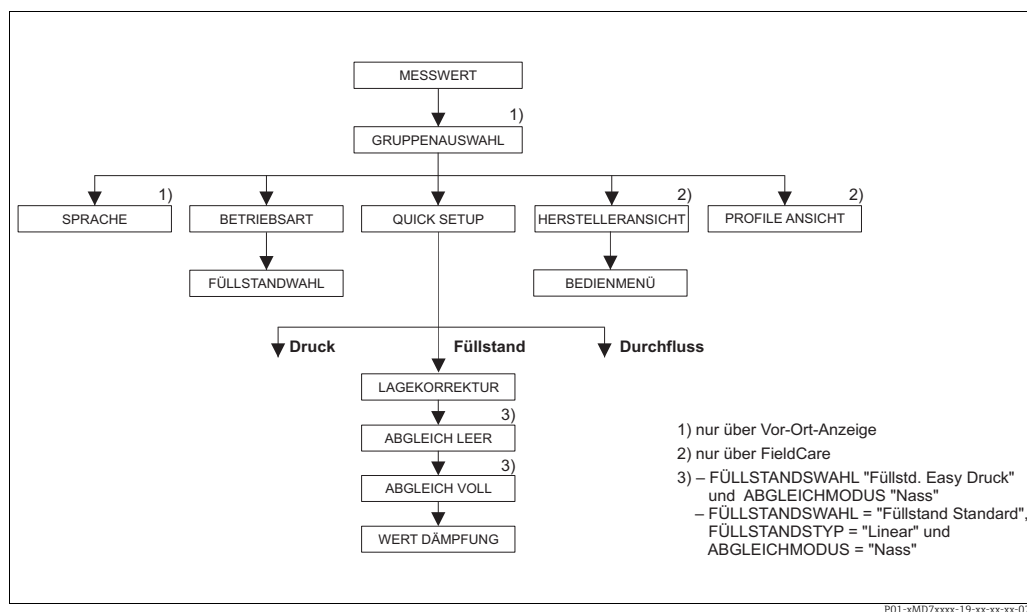 MESSWERT
1)
GRUPPENAUSWAHL
1)
2)
2)
SPRACHE
BETRIEBSART
QUICK SETUP
HERSTELLERANSICHT
PROFILE ANSICHT
FÜLLSTANDWAHL
BEDIENMENÜ
Druck
Füllstand
Durchfluss
LAGEKORREKTUR
3)
ABGLEICH LEER
3)
ABGLEICH VOLL
WERT DÄMPFUNG
1) nur über Vor-Ort-Anzeige
2) nur über FieldCare
3) – FÜLLSTANDSWAHL "Füllstd. Easy Druck"
und ABGLEICHMODUS "Nass"
– FÜLLSTANDSWAHL = "Füllstand Standard",
FÜLLSTANDSTYP = "Linear" und
ABGLEICHMODUS = "Nass"